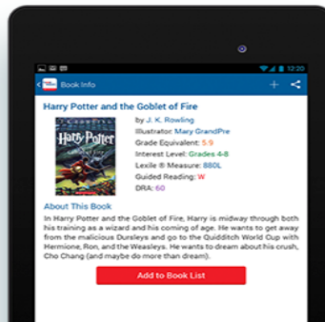 12:20
Book Info
Harry Potter and the Goblet of Fire
by J. K. Rowling
Illustrator: Mary GrandPre
Grade Equivalent: 5.9
Interest Level: Grades 4-8
Lexile ® Measure: 880L
Guided Reading: W
DRA: 60
Harry Potter
About This Book
In Harry Potter and the Goblet of Fire, Harry is midway through both
his training as a wizard and his coming of age. He wants to get away
from the malicious Dursleys and go to the Quidditch World Cup with
Hermione, Ron, and the Weasleys. He wants to dream about his crush,
Cho Chang (and maybe do more than dream).
Add to Book List